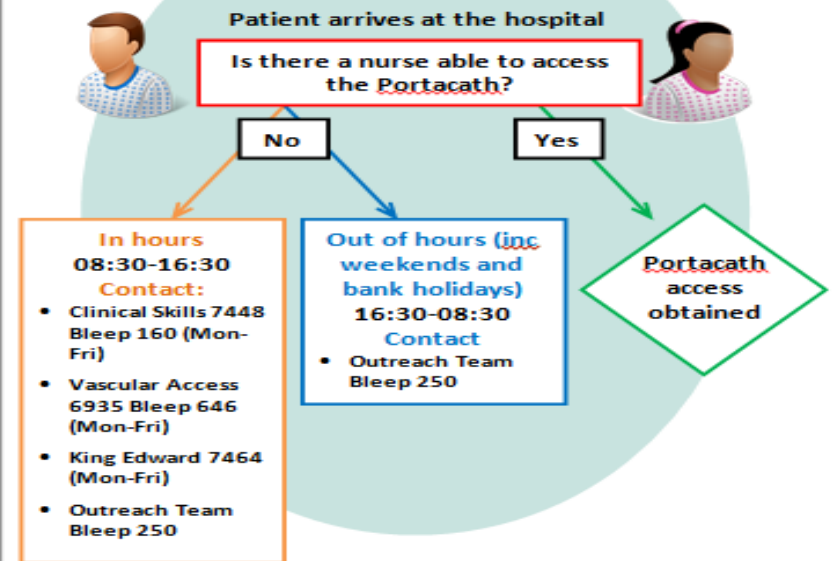 Patient arrives at the hospital
Is there a nurse able to access
the Portacath?
No
Yes
In hours
08:30-16:30
Contact:
• Clinical Skills 7448
Bleep 160 (Mon-
Fri)
• Vascular Access
6935 Bleep 646
(Mon-Fri)
• King Edward 7464
(Mon-Fri)
• Outreach Team
Bleep 250
Out of hours (inc
weekends and
bank holidays)
16:30-08:30
Contact
• Outreach Team
Bleep 250
Portacath
access
obtained